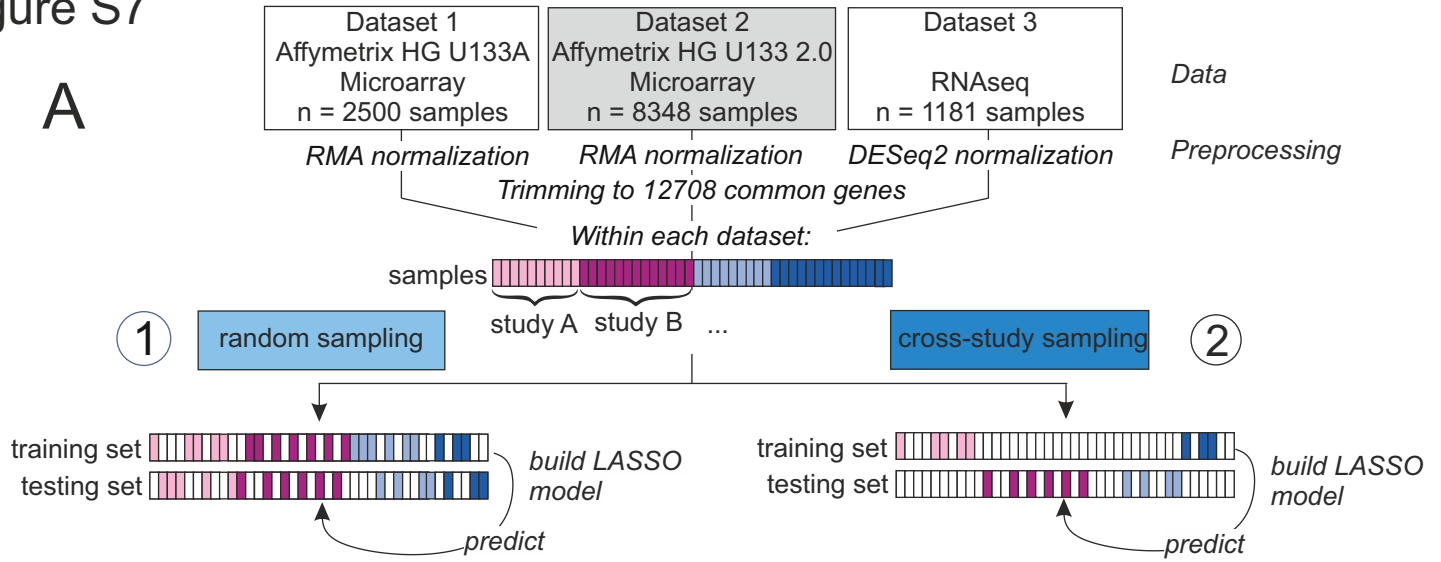 gure S7
A
Dataset 1
Affymetrix HG U133A
Microarray
n = 2500 samples
Dataset 2
Affymetrix HG U133 2.0
Microarray
n = 8348 samples
Dataset 3
RNAseq
n = 1181 samples
Data
RMA normalization
RMA normalization
DESeq2 normalization
Preprocessing
Trimming to 12708 common genes
Within each dataset:
samples
study A
study B
...
1
random sampling
cross-study sampling
2
training set
testing set
build LASSO
model
predict
training set
testing set
build LASSO
model
predict